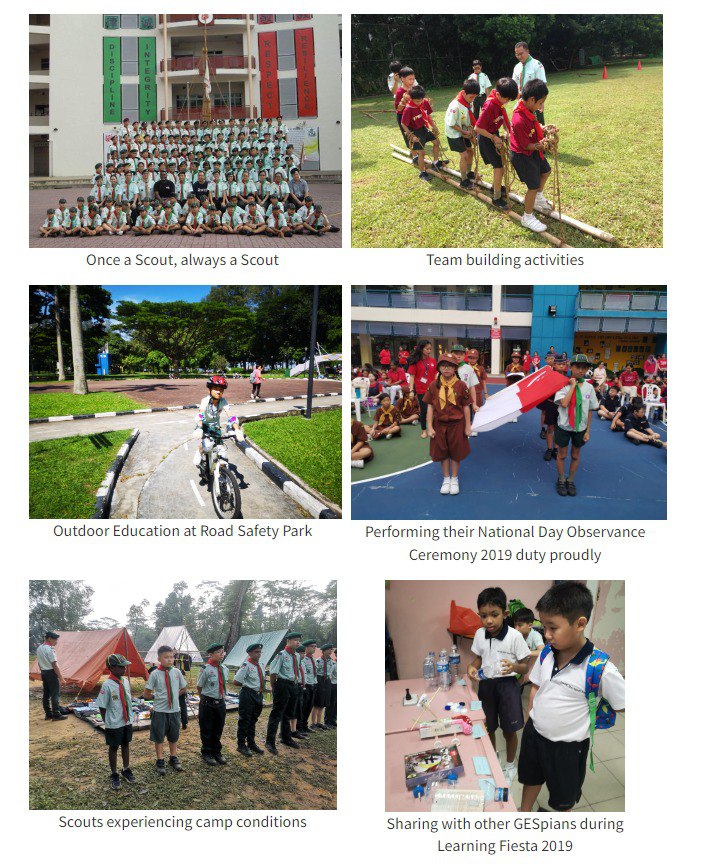 DISCIPLINE
INTEGRITY
RESPECT
RESILIENCE
Once a Scout, always a Scout
Team building activities
Outdoor Education at Road Safety Park
Performing their National Day Observance
Ceremony 2019 duty proudly
Scouts experiencing camp conditions
Sharing with other GESpians during
Learning Fiesta 2019